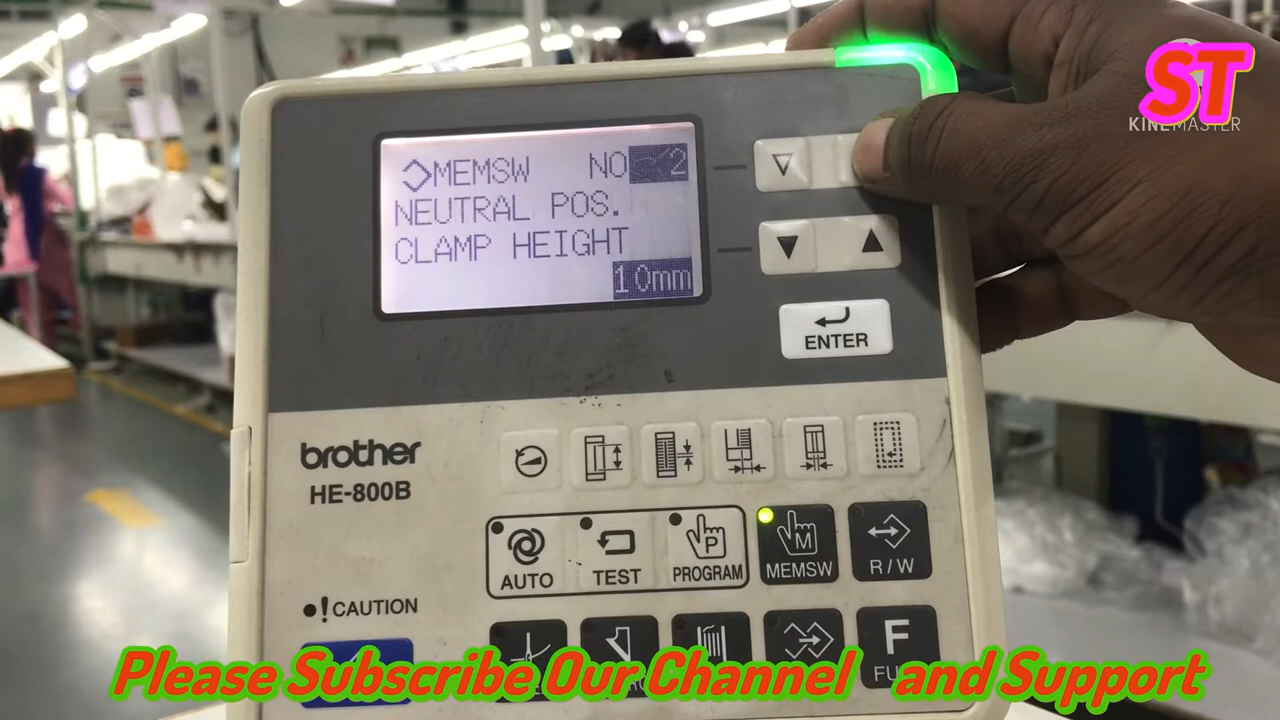 ST
KINEMASTER
MEMSW NO 2
NEUTRAL POS.
CLAMP HEIGHT
10mm
ENTER
brother
HE-800B
AUTO
TEST
P
PROGRAM
M
MEMSW
R/W
!CAUTION
F
Please Subscribe Our Channel and Support